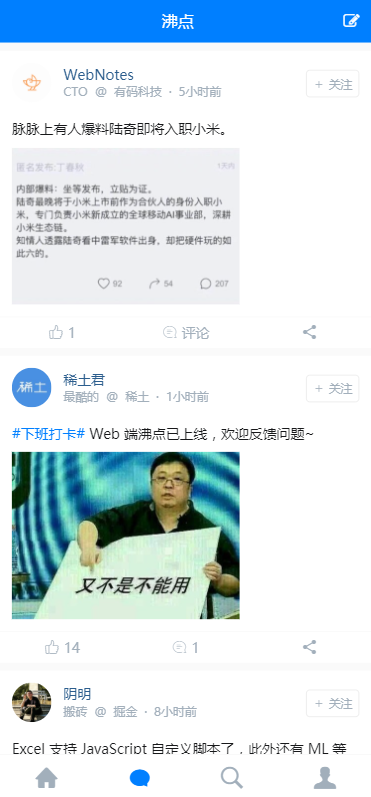 沸点
WebNotes
CTO @ 有码科技 · 5小时前
+ 关注
脉脉上有人爆料陆奇即将入职小米。
匿名发布:丁春秋
1天内
内部爆料：坐等发布，立贴为证。
陆奇最晚将于小米上市前作为合伙人的身份入职小
米，专门负责小米新成立的全球移动AI事业部，深耕
小米生态链。
知情人透露陆奇看中雷军软件出身，却把硬件玩的如
此六的。
92
54
207
1
评论
稀土
稀土君
最酷的 @ 稀土 · 1小时前
+ 关注
#下班打卡# Web 端沸点已上线，欢迎反馈问题~
又不是不能用
14
1
阴明
搬砖 @ 掘金 · 8小时前
+ 关注
Excel 支持 JavaScript 自定义脚本了，此外还有 ML 等